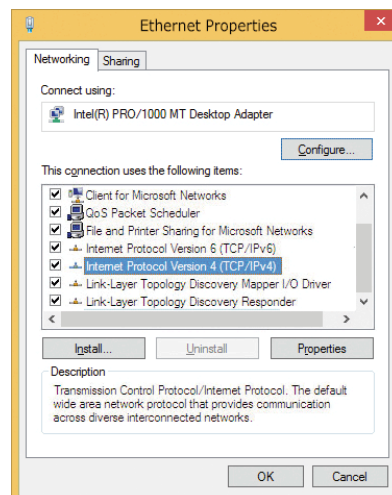 Ethernet Properties
Networking
Sharing
Connect using:
Intel(R) PRO/1000 MT Desktop Adapter
Configure...
This connection uses the following items:
Client for Microsoft Networks
QoS Packet Scheduler
File and Printer Sharing for Microsoft Networks
Internet Protocol Version 6 (TCP/IPv6)
Internet Protocol Version 4 (TCP/IPv4)
Link-Layer Topology Discovery Mapper I/O Driver
Link-Layer Topology Discovery Responder
Install...
Uninstall
Properties
Description
Transmission Control Protocol/Internet Protocol. The default
wide area network protocol that provides communication
across diverse interconnected networks.
OK
Cancel